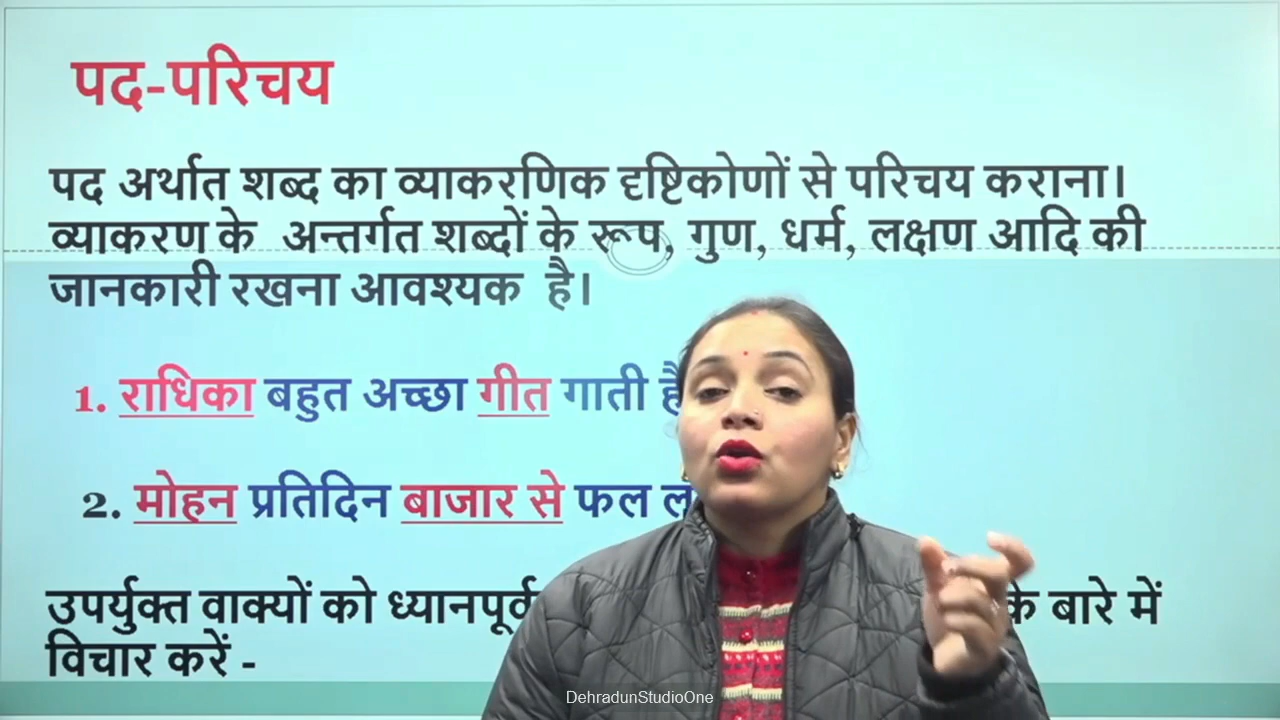 पद-परिचय
पद अर्थात शब्द का व्याकरणिक दृष्टिकोणों से परिचय कराना।
व्याकरण के अन्तर्गत शब्दों के रूप, गुण, धर्म, लक्षण आदि की
जानकारी रखना आवश्यक है।
1. राधिका बहुत अच्छा गीत गाती
2. मोहन प्रतिदिन बाजार से फल
उपर्युक्त वाक्यों को के बारे में
विचार करें -
DehradunStudioOne